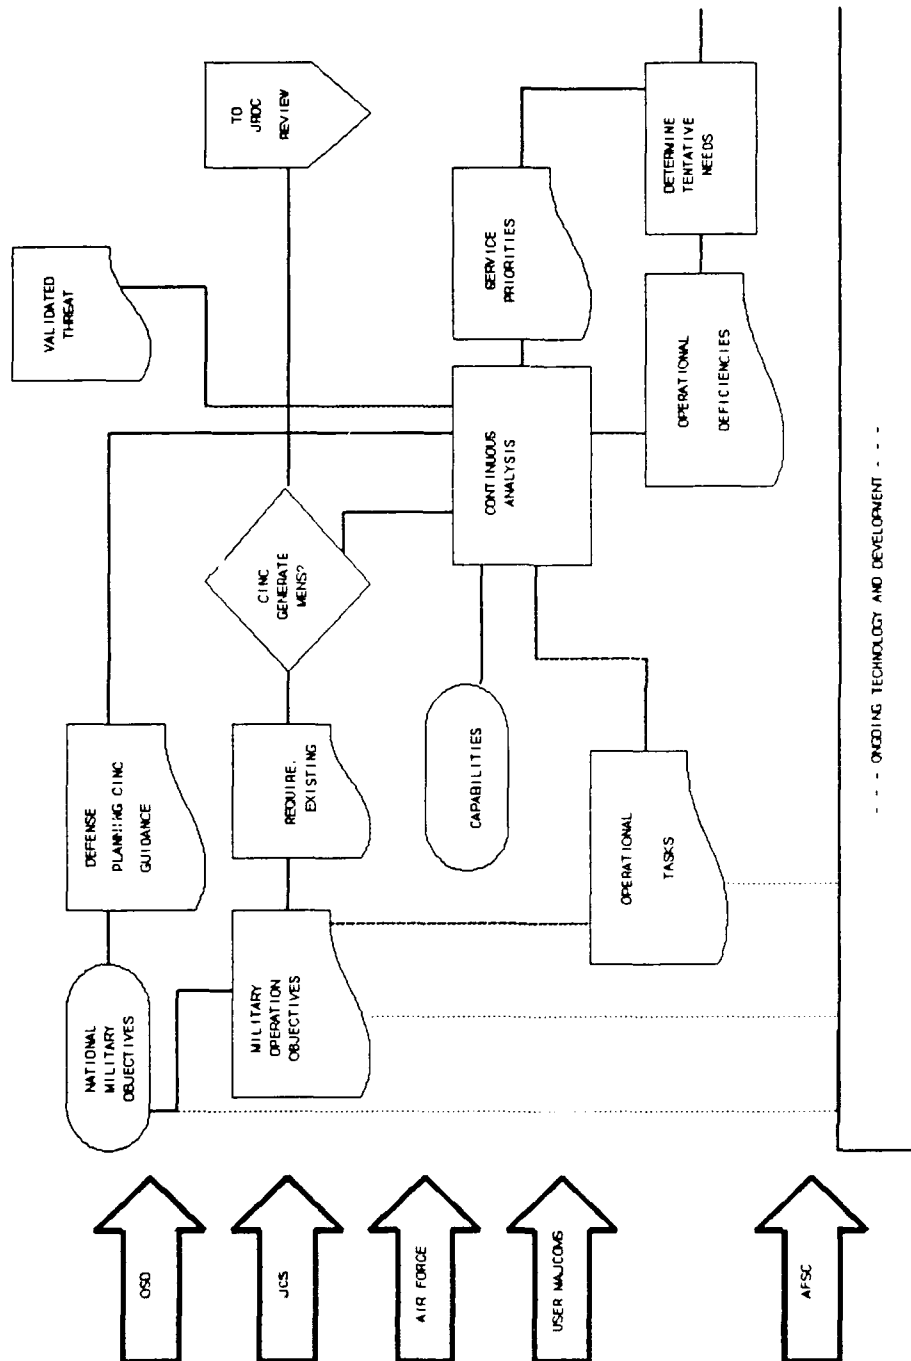 OSD
JCS
AIR FORCE
USER MAJCOMS
AFSC
NATIONAL
MILITARY
OBJECTIVES
DEFENSE
PLANNING CINC
GUIDANCE
VALIDATED
THREAT
MILITARY
OPERATION
OBJECTIVES
REQUIRE.
EXISTING
CINC
GENERATE
MENS?
TO
JROC
REVIEW
CAPABILITIES
CONTINUOUS
ANALYSIS
SERVICE
PRIORITIES
OPERATIONAL
TASKS
OPERATIONAL
DEFICIENCIES
DETERMINE
TENTATIVE
NEEDS
- - - ONGOING TECHNOLOGY AND DEVELOPMENT - - -